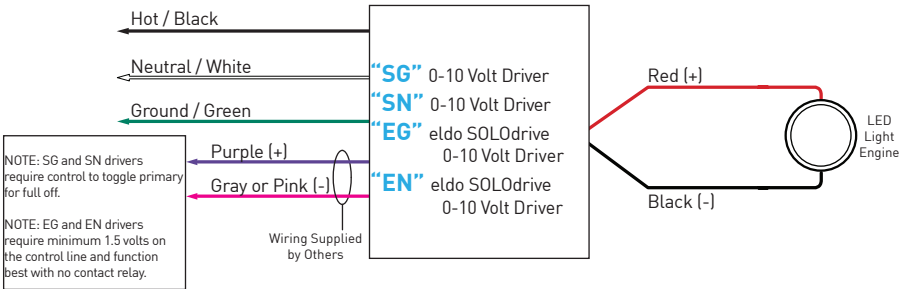 Hot / Black
Neutral / White
Ground / Green
Purple (+)
Gray or Pink (-)
Wiring Supplied
by Others
NOTE: SG and SN drivers
require control to toggle primary
for full off.
NOTE: EG and EN drivers
require minimum 1.5 volts on
the control line and function
best with no contact relay.
“SG” 0-10 Volt Driver
“SN” 0-10 Volt Driver
“EG” eldo SOLOdrive
0-10 Volt Driver
“EN” eldo SOLOdrive
0-10 Volt Driver
Red (+)
Black (-)
LED
Light
Engine